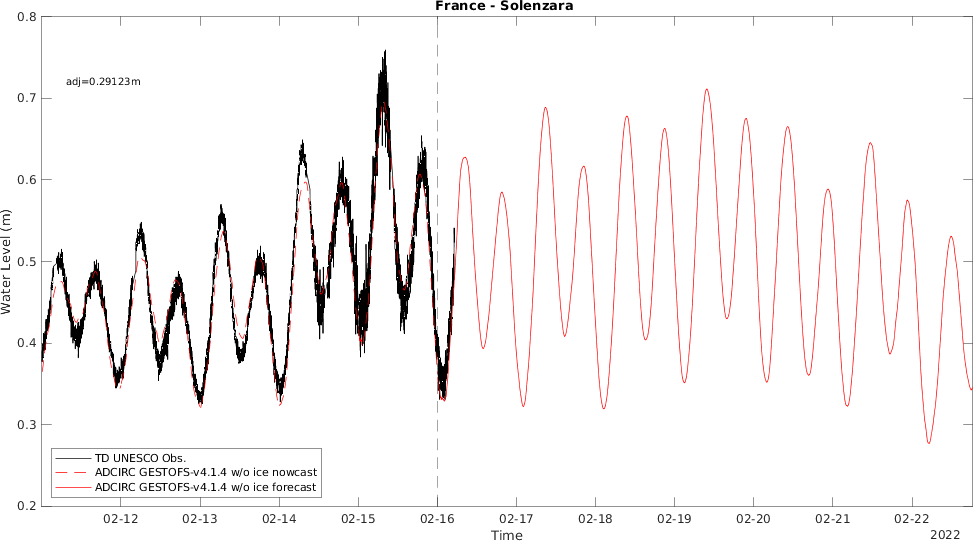 France - Solenzara
0.8
adj=0.29123m
0.7
0.6
0.5
0.4
0.3
0.2
Water Level (m)
TD UNESCO Obs.
ADCIRC GESTOFS-v4.1.4 w/o ice nowcast
ADCIRC GESTOFS-v4.1.4 w/o ice forecast
02-12 02-13 02-14 02-15 02-16 02-17 02-18 02-19 02-20 02-21 02-22
Time
2022